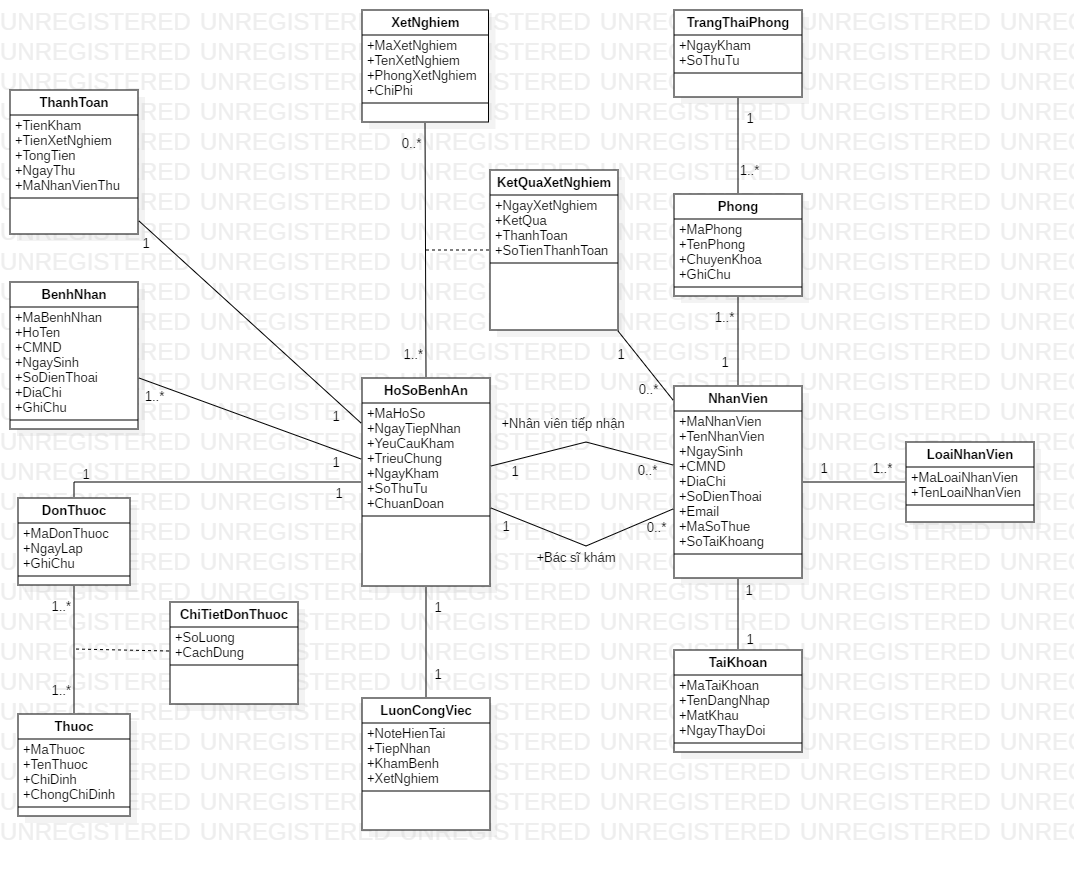 XetNghiem
+MaXetNghiem
+TenXetNghiem
+PhongXetNghiem
+ChiPhi
TrangThaiPhong
+NgayKham
+SoThuTu
ThanhToan
+TienKham
+TienXetNghiem
+TongTien
+NgayThu
+MaNhanVienThu
1
0..*
1
1..*
KetQuaXetNghiem
+NgayXetNghiem
+KetQua
+ThanhToan
+SoTienThanhToan
Phong
+MaPhong
+TenPhong
+ChuyenKhoa
+GhiChu
BenhNhan
+MaBenhNhan
+HoTen
+CMND
+NgaySinh
+SoDienThoai
+DiaChi
+GhiChu
1..*
1..*
1
0..*
1..*
1
HoSoBenhAn
+MaHoSo
+NgayTiepNhan
+YeuCauKham
+TrieuChung
+NgayKham
+SoThuTu
+ChuanDoan
1
1
1
1
+Nhân viên tiếp nhận
1
0..*
1
0..*
+Bác sĩ khám
NhanVien
+MaNhanVien
+TenNhanVien
+NgaySinh
+CMND
+DiaChi
+SoDienThoai
+Email
+MaSoThue
+SoTaiKhoang
1
1..*
LoaiNhanVien
+MaLoaiNhanVien
+TenLoaiNhanVien
DonThuoc
+MaDonThuoc
+NgayLap
+GhiChu
1..*
1..*
ChiTietDonThuoc
+SoLuong
+CachDung
1
1
1
1
Thuoc
+MaThuoc
+TenThuoc
+ChiDinh
+ChongChiDinh
LuonCongViec
+NoteHienTai
+TiepNhan
+KhamBenh
+XetNghiem
TaiKhoan
+MaTaiKhoan
+TenDangNhap
+MatKhau
+NgayThayDoi
UNREGISTERED